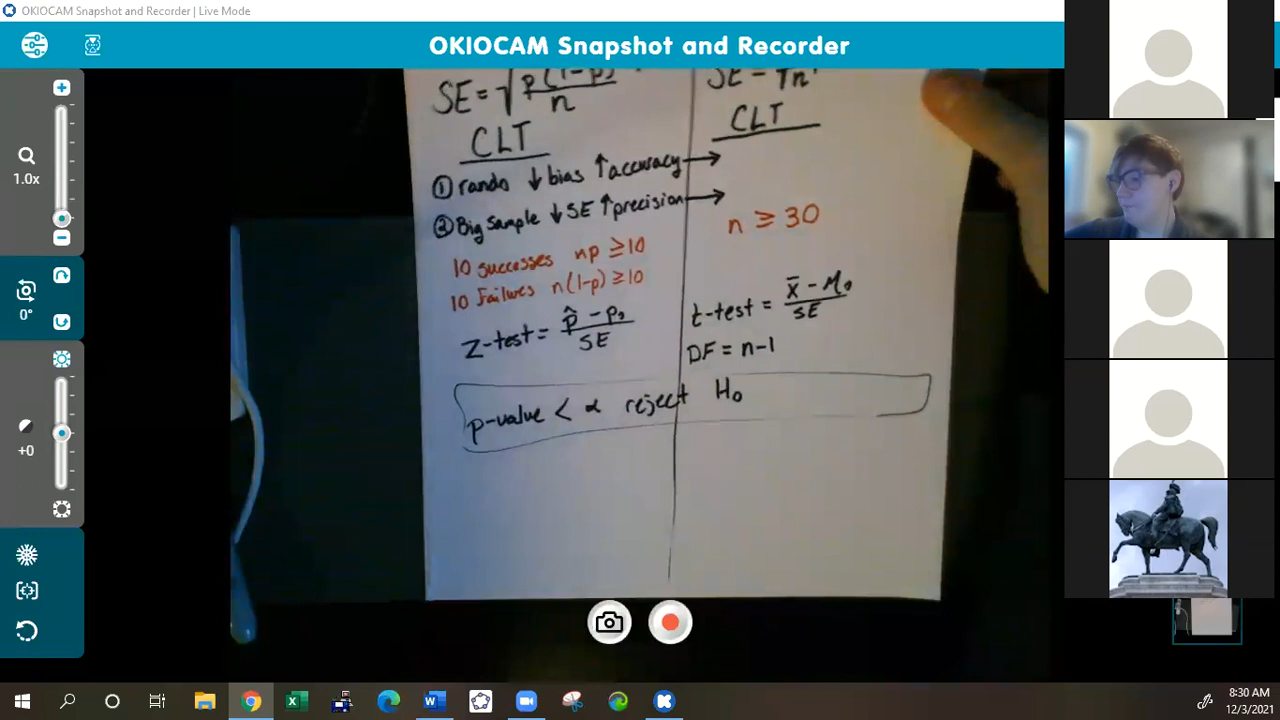 OKIOCAM Snapshot and Recorder | Live Mode
OKIOCAM Snapshot and Recorder
1.0x
0°
+0
SE = √p(1-p)/n
CLT
① rando ↓ bias ↑ accuracy →
② Big Sample ↓ SE ↑ precision →
10 successes np ≥ 10
10 failures n(1-p) ≥ 10
z-test = p̂ - p₀ / SE
CLT
n ≥ 30
t-test = x̄ - M₀ / SE
DF = n-1
p-value < α reject H₀
8:30 AM
12/3/2021